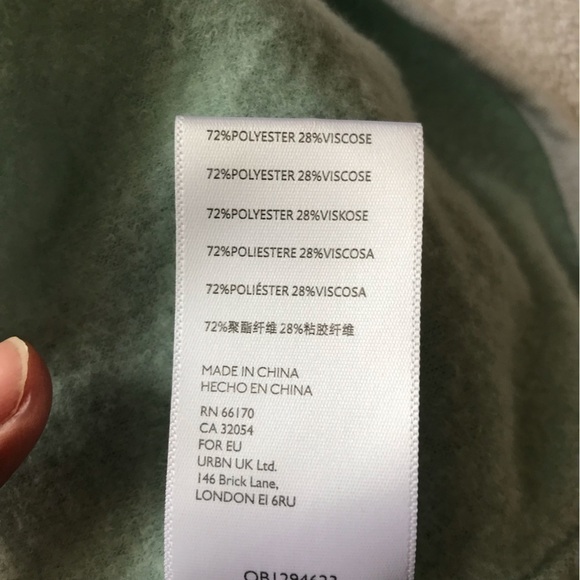 72%POLYESTER 28%VISCOSE
72%POLYESTER 28%VISCOSE
72%POLYESTER 28%VISKOSE
72%POLIESTERE 28%VISCOSA
72%POLIÉSTER 28%VISCOSA
72%聚酯纤维 28%粘胶纤维
MADE IN CHINA
HECHO EN CHINA
RN 66170
CA 32054
FOR EU
URBN UK Ltd.
146 Brick Lane,
LONDON E1 6RU